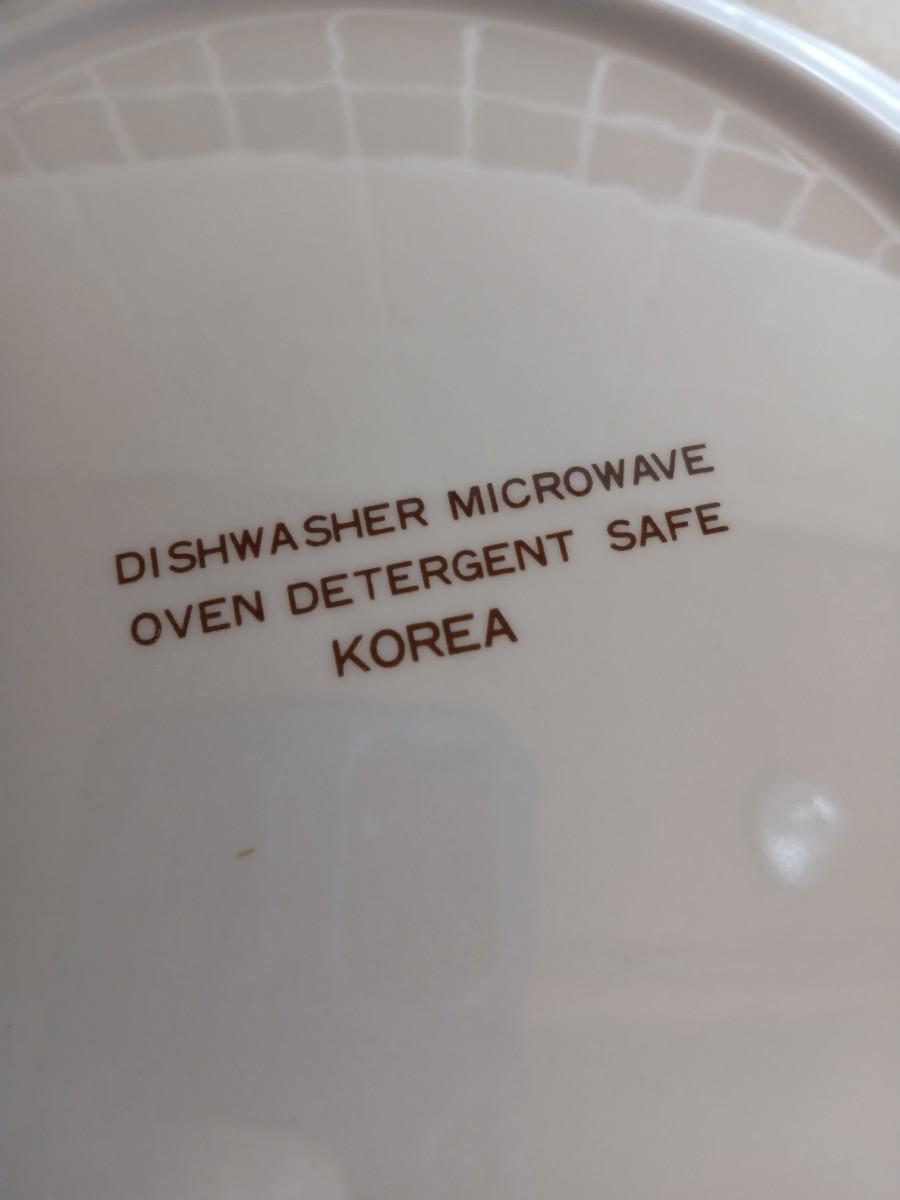 DISHWASHER MICROWAVE
OVEN DETERGENT SAFE
KOREA